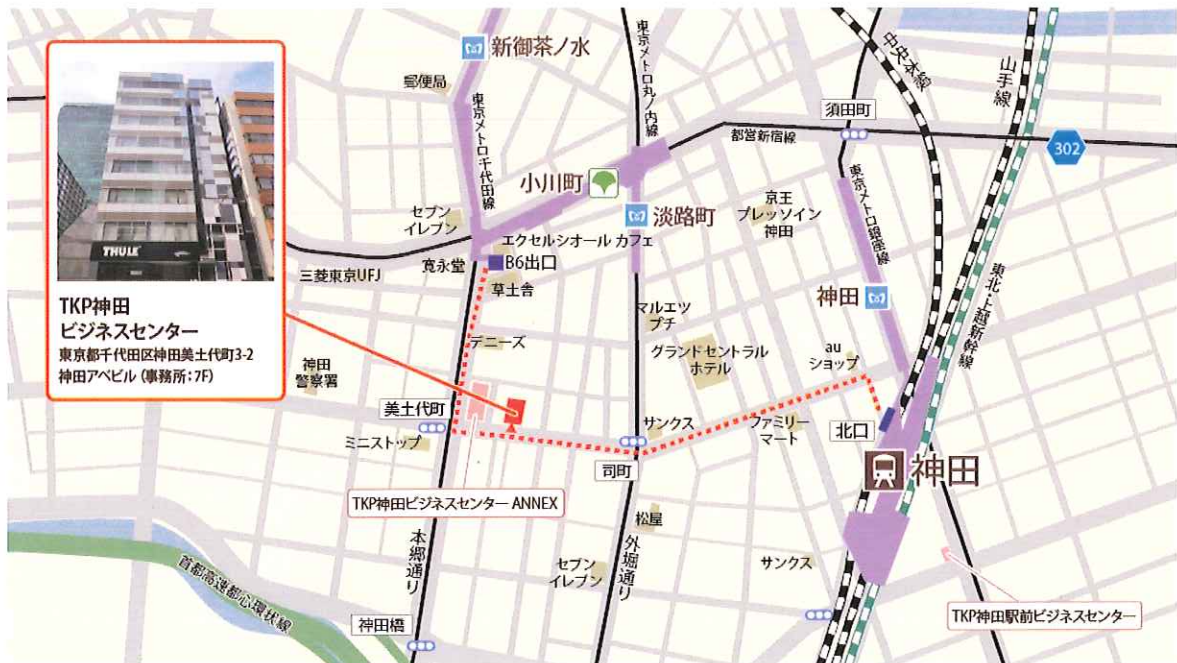 THULE
TKP神田
ビジネスセンター
東京都千代田区神田美土代町3-2
神田アベビル（事務所：7F）
新御茶ノ水
郵便局
東京メトロ千代田線
東京メトロ丸ノ内線
中央本線
山手線
須田町
都営新宿線
302
小川町
淡路町
セブン
イレブン
エクセルシオール カフェ
B6出口
寛永堂
三菱東京UFJ
草土舎
京王
プレッソイン
神田
東京メトロ銀座線
東北・上越新幹線
神田
マルエツ
プチ
デニーズ
グランドセントラル
ホテル
au
ショップ
神田
警察署
美土代町
ミニストップ
サンクス
ファミリー
マート
北口
司町
神田
TKP神田ビジネスセンター ANNEX
松屋
本郷通り
外堀通り
セブン
イレブン
サンクス
首都高速都心環状線
神田橋
TKP神田駅前ビジネスセンター